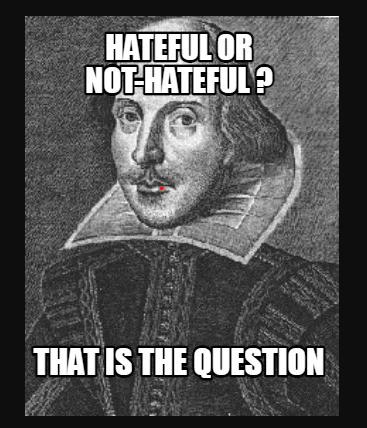 HATEFUL OR
NOT-HATEFUL ?
THAT IS THE QUESTION